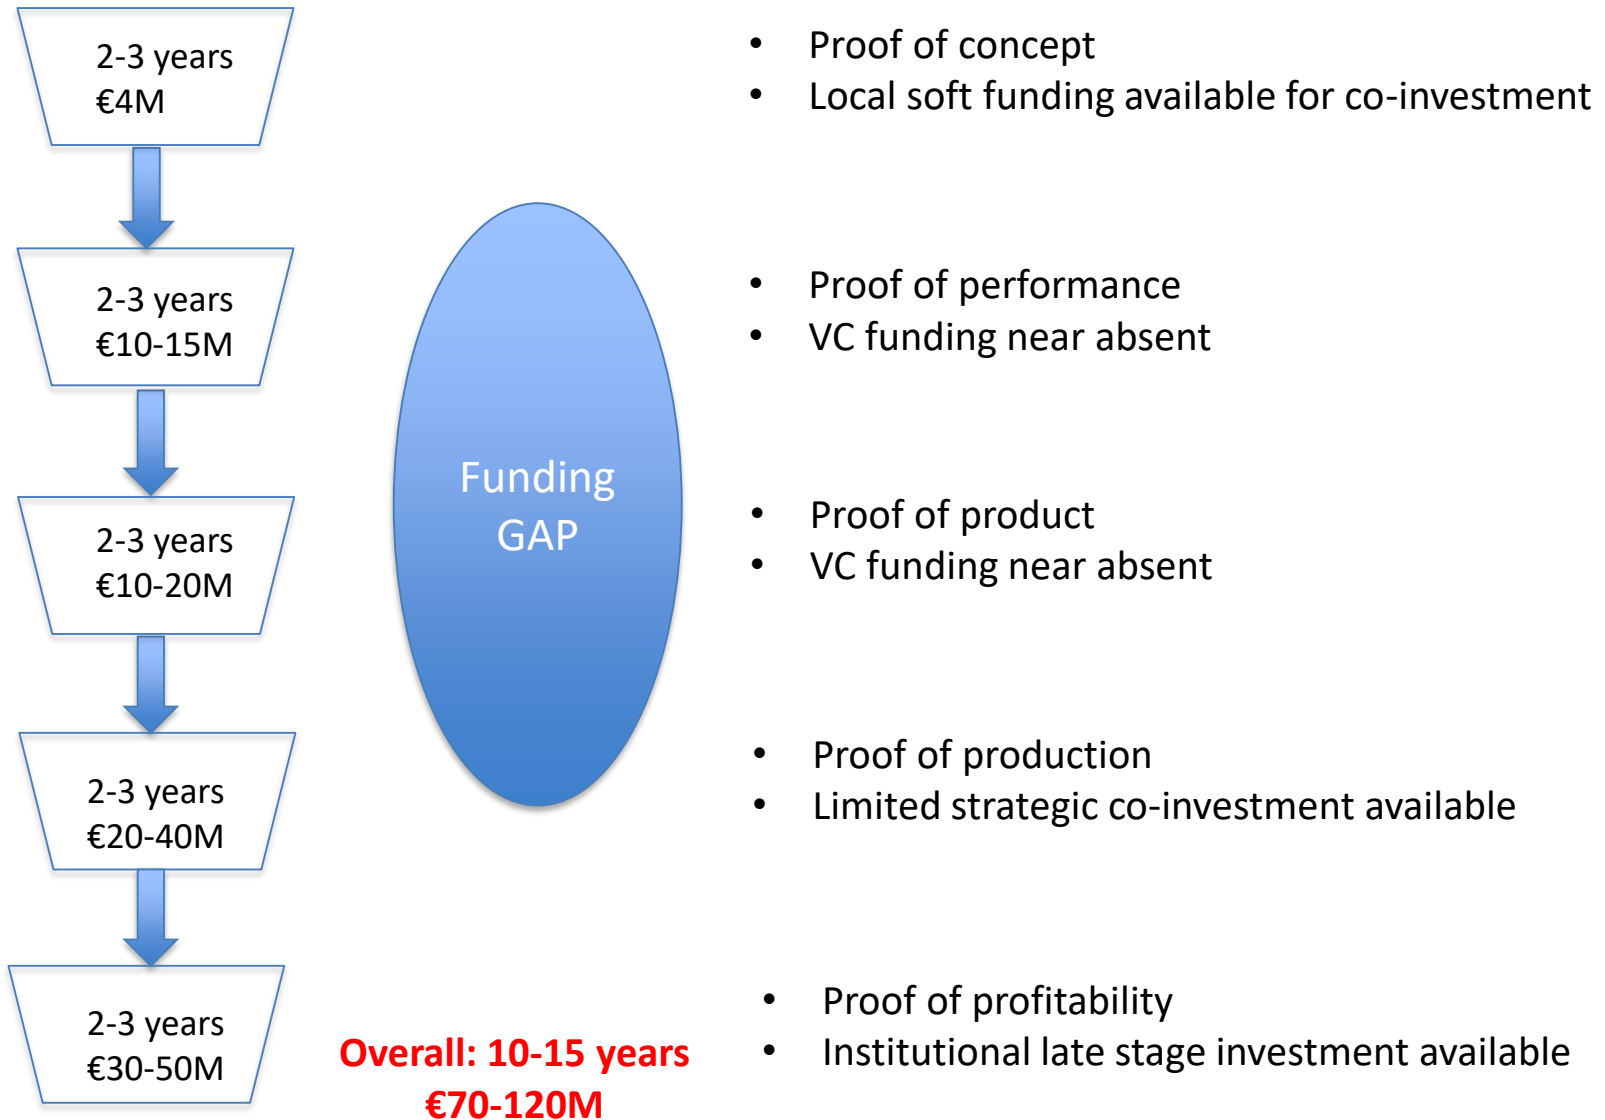 2-3 years
€4M
• Proof of concept
• Local soft funding available for co-investment
2-3 years
€10-15M
• Proof of performance
• VC funding near absent
Funding
GAP
2-3 years
€10-20M
• Proof of product
• VC funding near absent
2-3 years
€20-40M
• Proof of production
• Limited strategic co-investment available
2-3 years
€30-50M
Overall: 10-15 years
€70-120M
• Proof of profitability
• Institutional late stage investment available